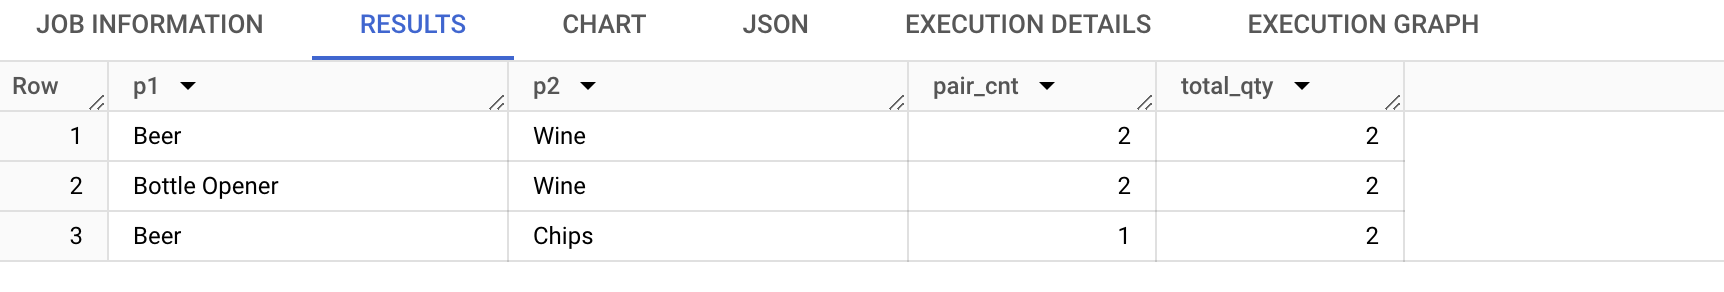 JOB INFORMATION RESULTS CHART JSON EXECUTION DETAILS EXECUTION GRAPH
Row p1 p2 pair_cnt total_qty
1 Beer Wine 2 2
2 Bottle Opener Wine 2 2
3 Beer Chips 1 2